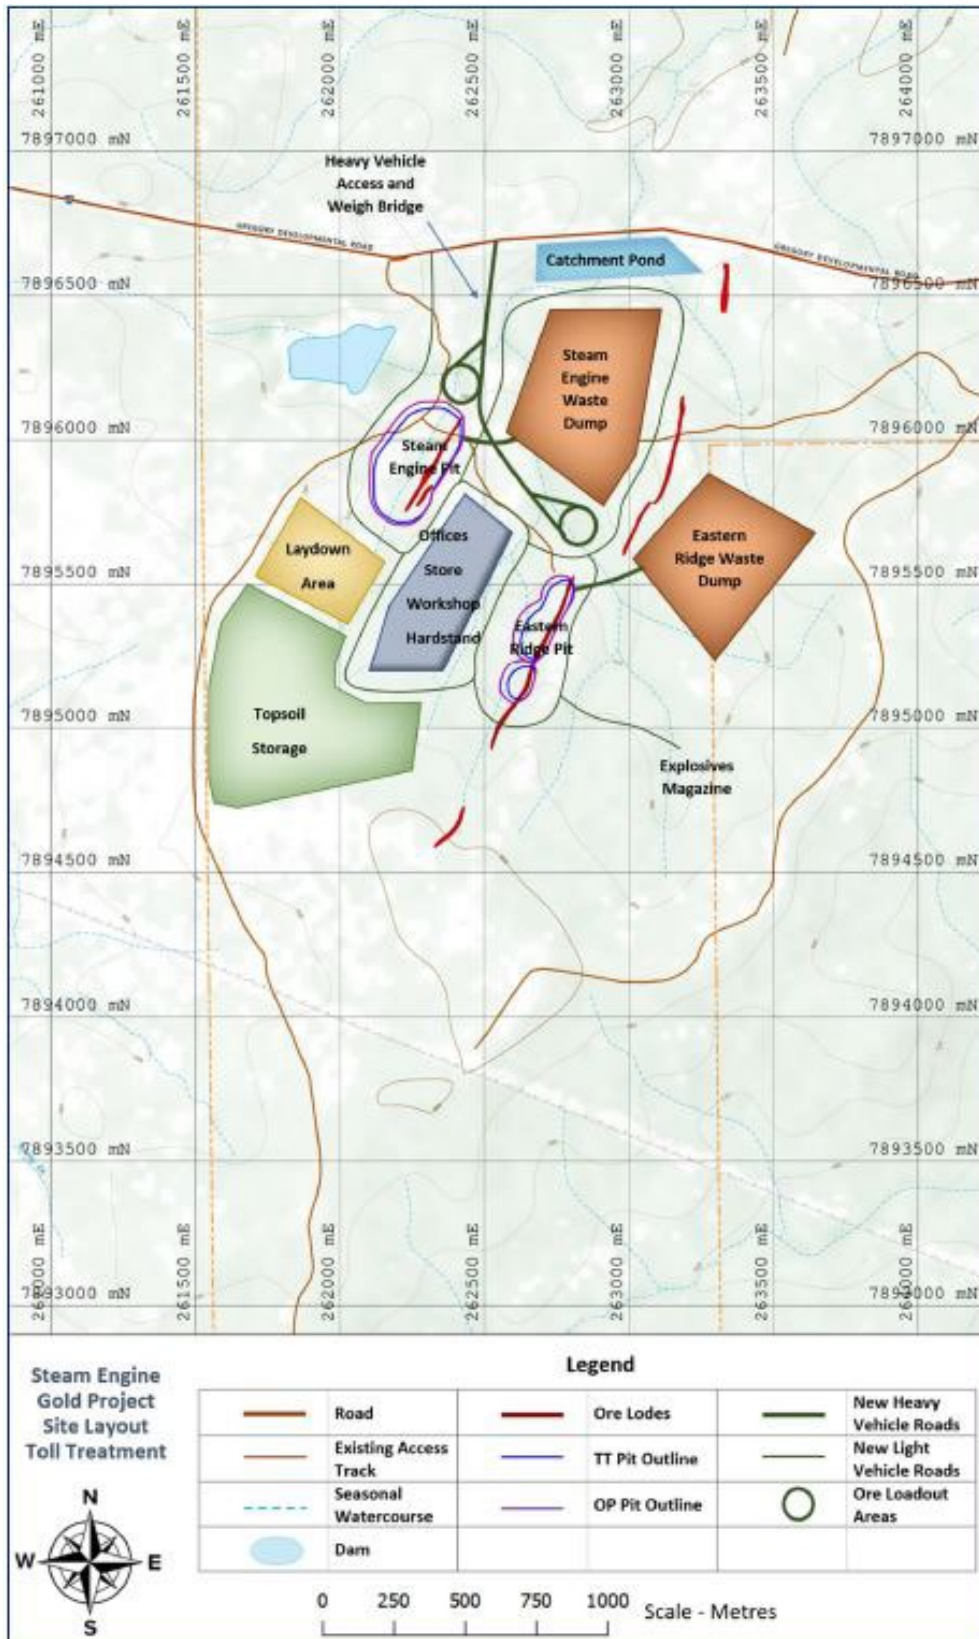 261000 mE
261500 mE
262000 mE
262500 mE
263000 mE
263500 mE
264000 mE
7897000 mN
7897000 mN
Heavy Vehicle
Access and
Weigh Bridge
GREGORY DEVELOPMENTAL ROAD
GREGORY DEVELOPMENTAL ROAD
Catchment Pond
7896500 mN
7896500 mN
Steam
Engine
Waste
Dump
7896000 mN
7896000 mN
Steam
Engine Pit
Offices
Store
Workshop
Hardstand
Laydown
Area
Eastern
Ridge Waste
Dump
7895500 mN
7895500 mN
Eastern
Ridge Pit
Topsoil
Storage
7895000 mN
7895000 mN
Explosives
Magazine
7894500 mN
7894500 mN
7894000 mN
7894000 mN
7893500 mN
7893500 mN
7893000 mN
7893000 mN
261000 mE
261500 mE
262000 mE
262500 mE
263000 mE
263500 mE
264000 mE
Steam Engine
Gold Project
Site Layout
Toll Treatment
N
W
E
S
Legend
Road
Ore Lodes
New Heavy
Vehicle Roads
Existing Access
Track
TT Pit Outline
New Light
Vehicle Roads
Seasonal
Watercourse
OP Pit Outline
Ore Loadout
Areas
Dam
0 250 500 750 1000
Scale - Metres